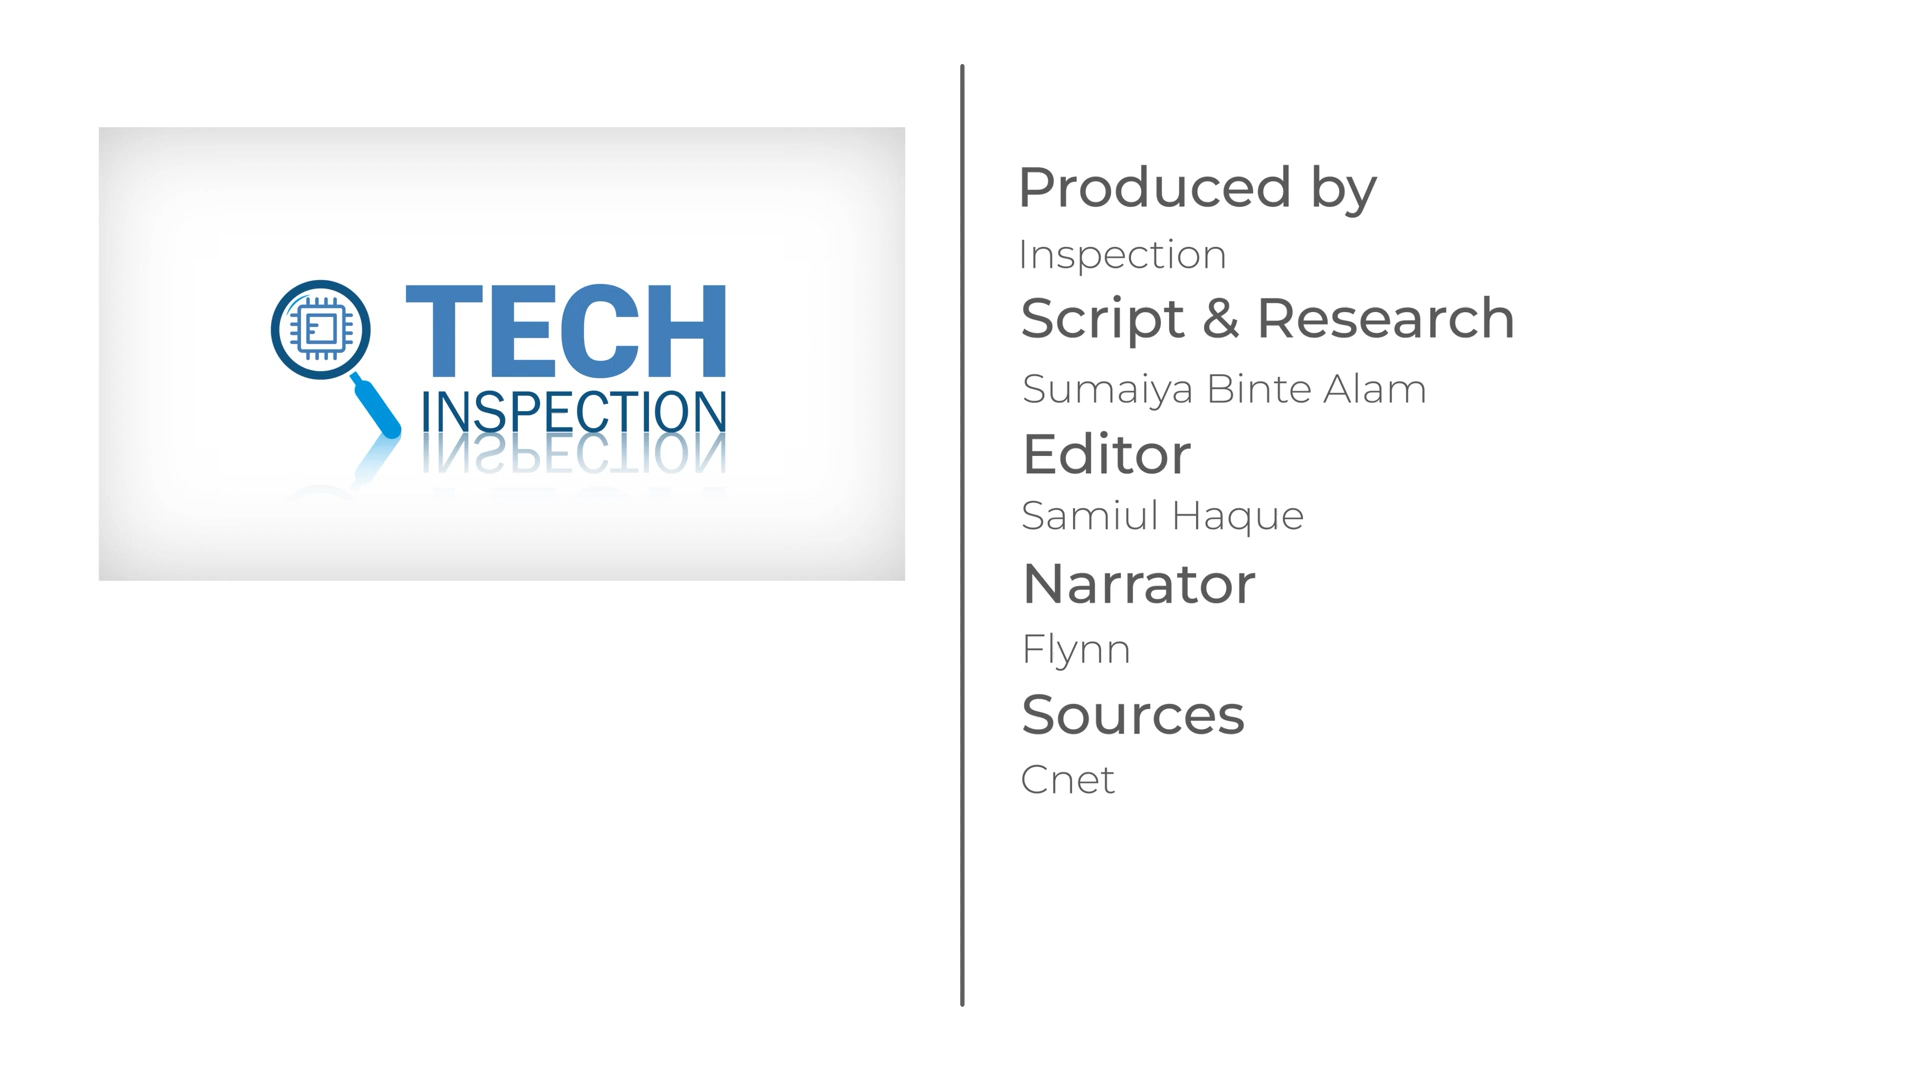 TECH
INSPECTION
Produced by
Inspection
Script & Research
Sumaiya Binte Alam
Editor
Samiul Haque
Narrator
Flynn
Sources
Cnet